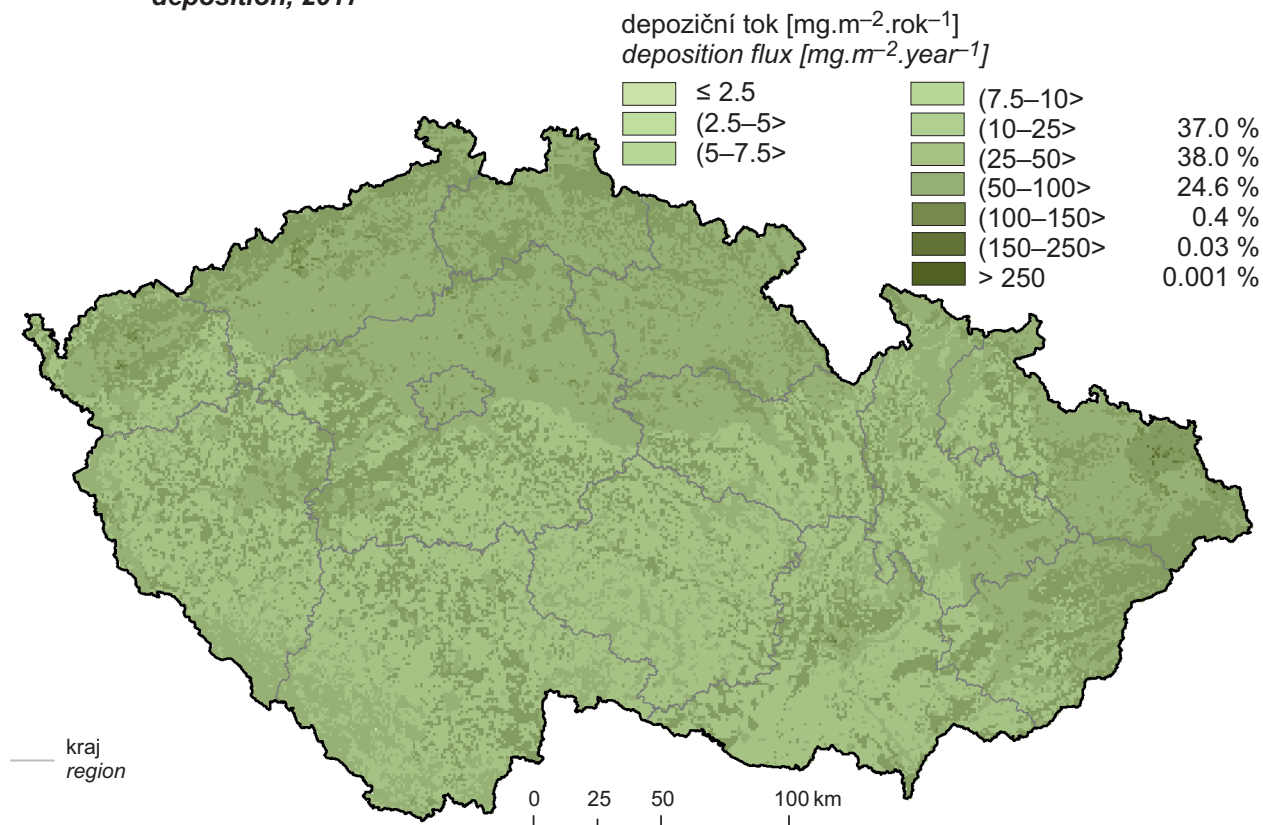 deposition, 2017
depoziční tok [mg.m–2.rok–1]
deposition flux [mg.m–2.year–1]
≤ 2.5
(2.5–5>
(5–7.5>
(7.5–10>
(10–25> 37.0 %
(25–50> 38.0 %
(50–100> 24.6 %
(100–150> 0.4 %
(150–250> 0.03 %
> 250 0.001 %
kraj
region
0 25 50 100 km